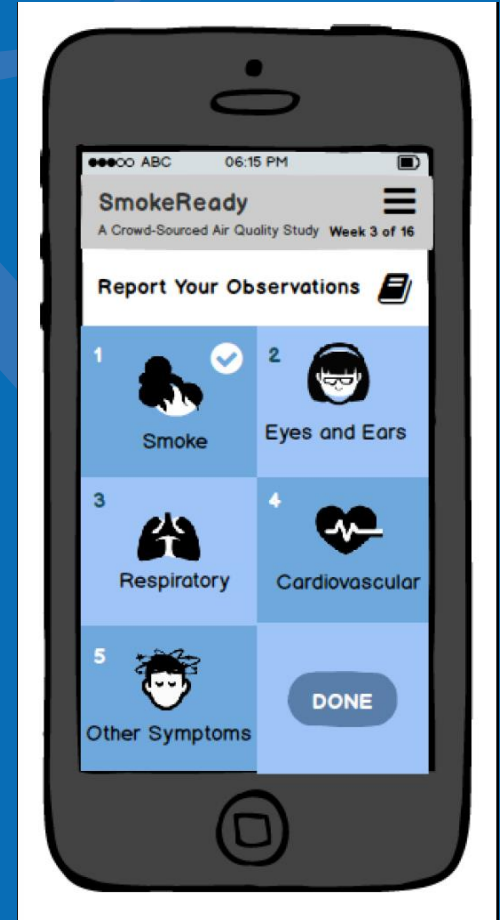 ABC 06:15 PM
SmokeReady
A Crowd-Sourced Air Quality Study Week 3 of 16
Report Your Observations
1
Smoke
2
Eyes and Ears
3
Respiratory
4
Cardiovascular
5
Other Symptoms
DONE